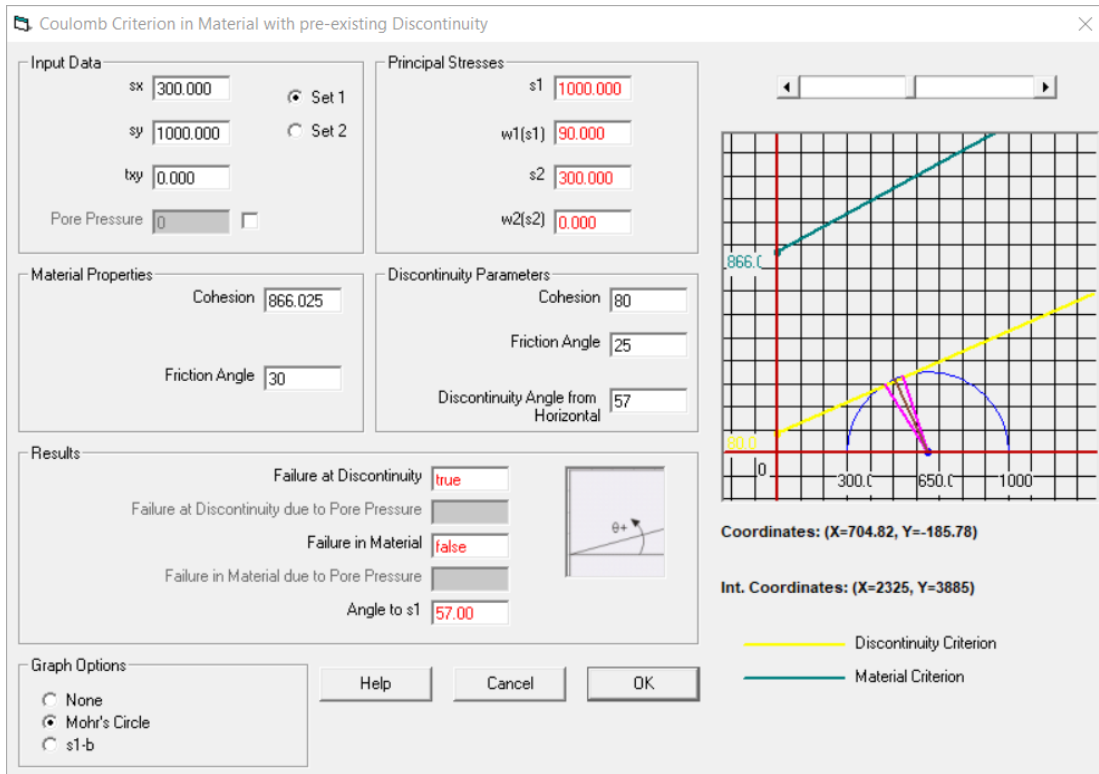 Coulomb Criterion in Material with pre-existing Discontinuity
Input Data
sx 300.000
Set 1
sy 1000.000
Set 2
txy 0.000
Pore Pressure 0
Principal Stresses
s1 1000.000
w1(s1) 90.000
s2 300.000
w2(s2) 0.000
Material Properties
Cohesion 866.025
Friction Angle 30
Discontinuity Parameters
Cohesion 80
Friction Angle 25
Discontinuity Angle from
Horizontal 57
Results
Failure at Discontinuity true
Failure at Discontinuity due to Pore Pressure
Failure in Material false
Failure in Material due to Pore Pressure
Angle to s1 57.00
θ+
Graph Options
None
Mohr's Circle
s1-b
Help
Cancel
OK
866.0
80.0
0
300.0
650.0
1000
Coordinates: (X=704.82, Y=-185.78)
Int. Coordinates: (X=2325, Y=3885)
Discontinuity Criterion
Material Criterion